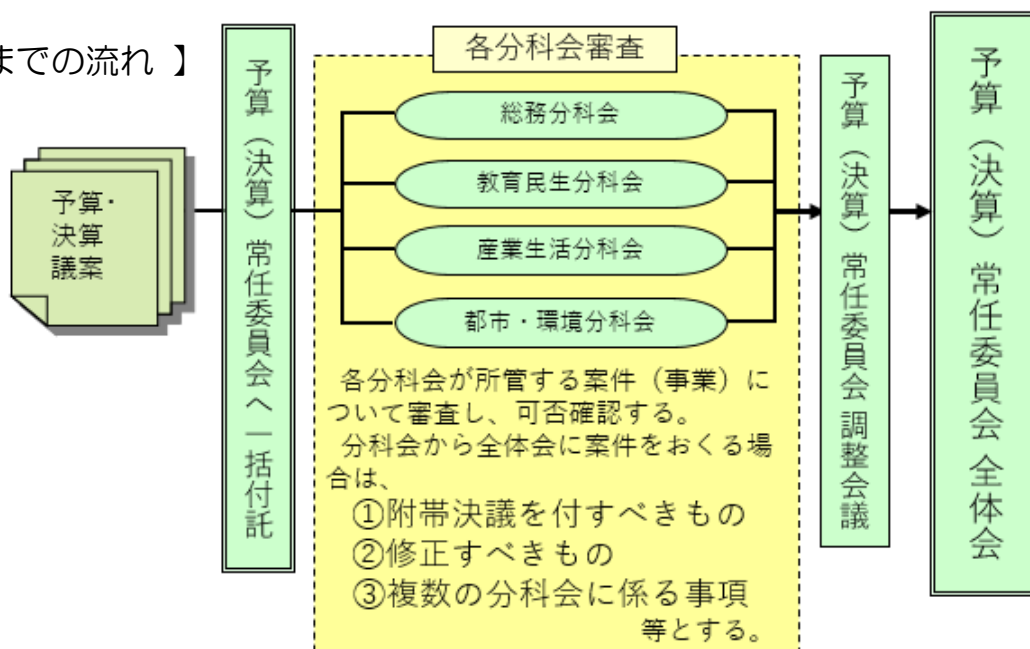 までの流れ 】
予算・
決算
議案
予算（決算）常任委員会へ一括付託
各分科会審査
総務分科会
教育民生分科会
産業生活分科会
都市・環境分科会
各分科会が所管する案件（事業）に
ついて審査し、可否確認する。
分科会から全体会に案件をおくる場
合は、
①附帯決議を付すべきもの
②修正すべきもの
③複数の分科会に係る事項
等とする。
予算（決算）常任委員会 調整会議
予算（決算）常任委員会 全体会